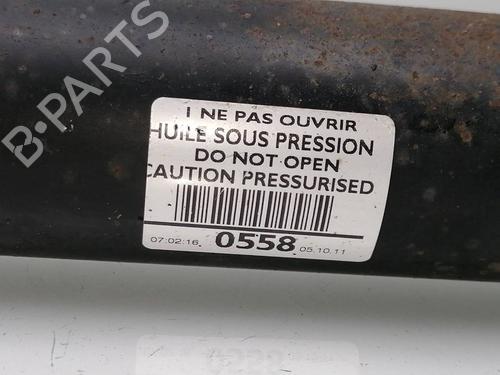 B-PARTS
1 NE PAS OUVRIR
HUILE SOUS PRESSION
DO NOT OPEN
CAUTION PRESSURISED
07:02:16 0558 05.10.11